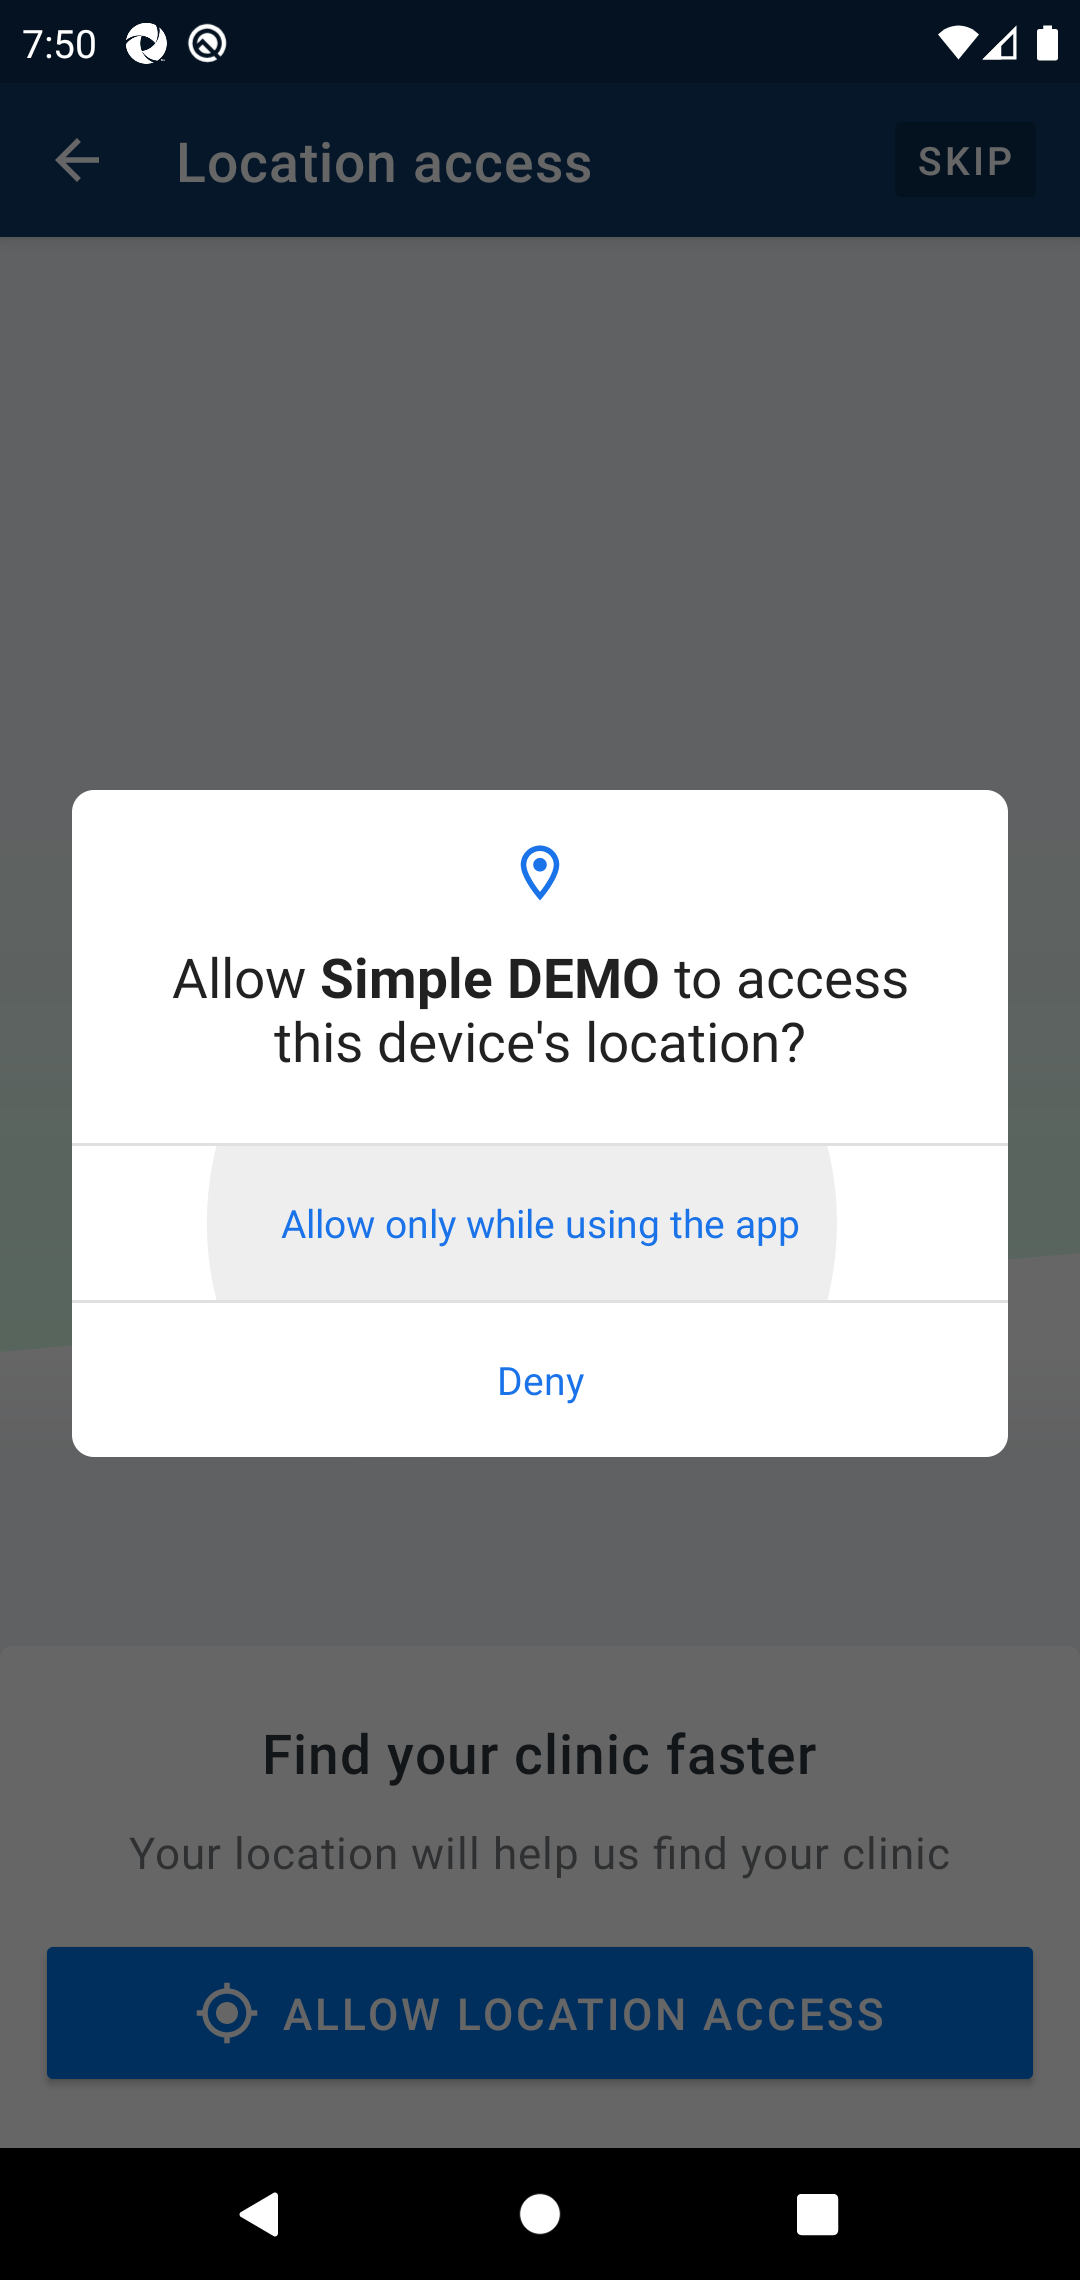 7:50
Location access
SKIP
Allow Simple DEMO to access
this device's location?
Allow only while using the app
Deny
Find your clinic faster
Your location will help us find your clinic
ALLOW LOCATION ACCESS